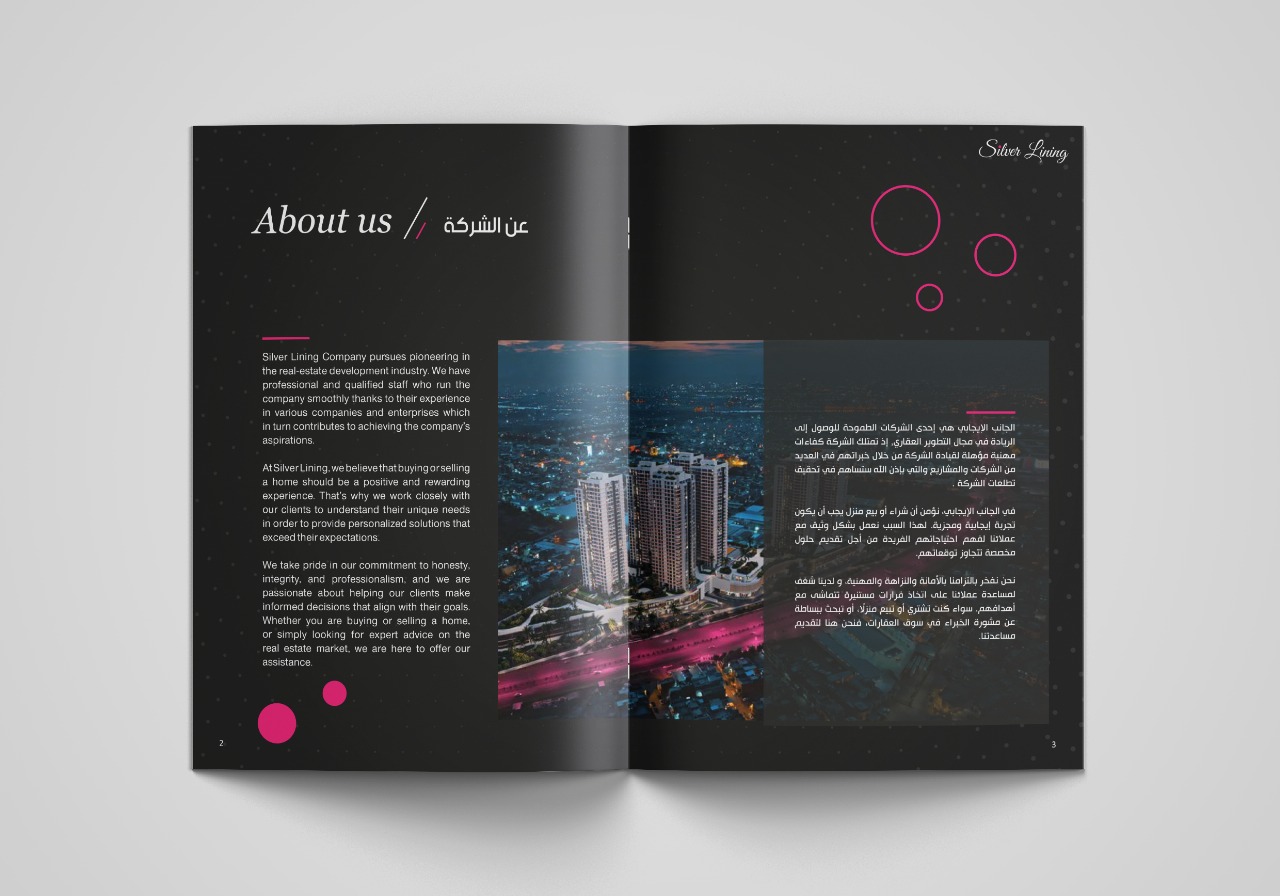 About us
عن الشركة
Silver Lining Company pursues pioneering in
the real-estate development industry. We have
professional and qualified staff who run the
company smoothly thanks to their experience
in various companies and enterprises which
in turn contributes to achieving the company's
aspirations.
At Silver Lining, we believe that buying or selling
a home should be a positive and rewarding
experience. That's why we work closely with
our clients to understand their unique needs
in order to provide personalized solutions that
exceed their expectations.
We take pride in our commitment to honesty,
integrity, and professionalism, and we are
passionate about helping our clients make
informed decisions that align with their goals.
Whether you are buying or selling a home,
or simply looking for expert advice on the
real estate market, we are here to offer our
assistance.
2
Silver Lining
الجانب الإيجابي هي إحدى الشركات الطموحة للوصول إلى
الريادة في مجال التطوير العقاري، إذ تمتلك الشركة كفاءات
مهنية مؤهلة لقيادة الشركة من خلال خبراتهم في العديد
من الشركات والمشاريع والتي بإذن الله ستساهم في تحقيق
تطلعات الشركة .
في الجانب الإيجابي، نؤمن أن شراء أو بيع منزل يجب أن يكون
تجربة إيجابية ومجزية. لهذا السبب نعمل بشكل وثيق مع
عملائنا لفهم احتياجاتهم الفريدة من أجل تقديم حلول
مخصصة تتجاوز توقعاتهم.
نحن نفخر بالتزامنا بالأمانة والنزاهة والمهنية، و لدينا شغف
لمساعدة عملائنا على اتخاذ قرارات مستنيرة تتماشى مع
أهدافهم. سواء كنت تشتري أو تبيع منزلًا، أو تبحث ببساطة
عن مشورة الخبراء في سوق العقارات، فنحن هنا لتقديم
مساعدتنا.
3